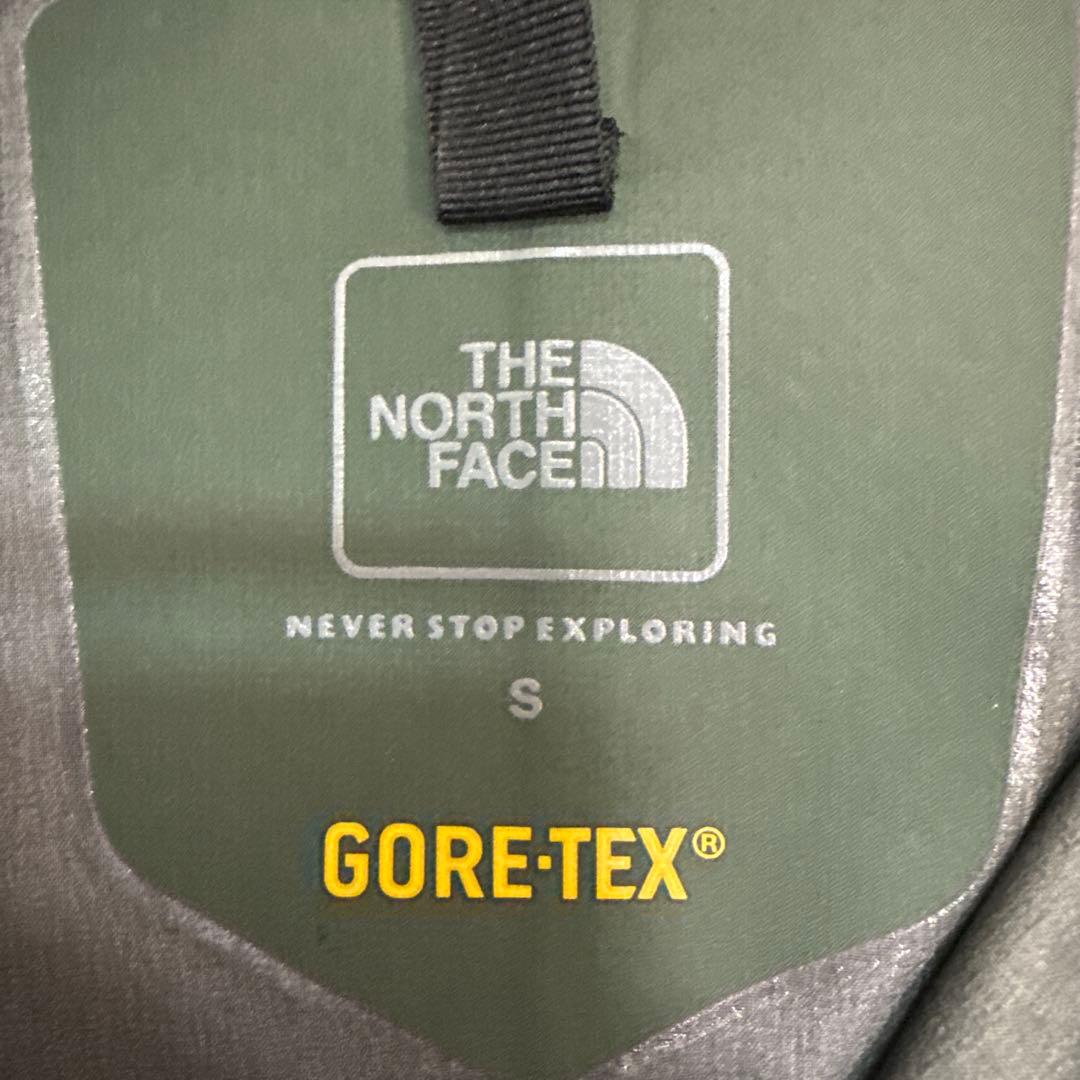 THE
NORTH
FACE
NEVER STOP EXPLORING
S
GORE-TEX®